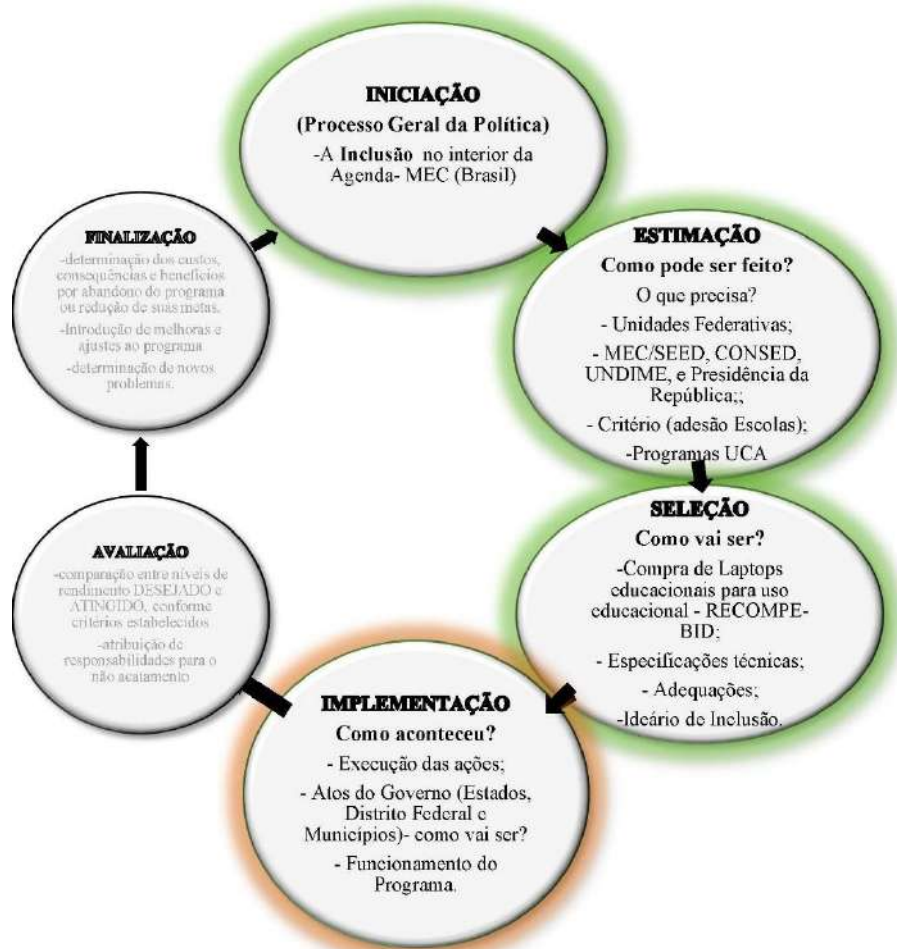 INICIAÇÃO
(Processo Geral da Política)
-A Inclusão no interior da
Agenda- MEC (Brasil)
ESTIMAÇÃO
Como pode ser feito?
O que precisa?
- Unidades Federativas;
- MEC/SEED, CONSED,
UNDIME, e Presidência da
República;;
- Critério (adesão Escolas);
-Programas UCA
SELEÇÃO
Como vai ser?
-Compra de Laptops
educacionais para uso
educacional - RECOMPE-
BID;
- Especificações técnicas;
- Adequações;
-Ideário de Inclusão.
IMPLEMENTAÇÃO
Como aconteceu?
- Execução das ações;
- Atos do Governo (Estados,
Distrito Federal e
Municípios)- como vai ser?
- Funcionamento do
Programa.
AVALIAÇÃO
-comparação entre níveis de
rendimento DESEJADO e
ATINGIDO, conforme
critérios estabelecidos
-atribuição de
responsabilidades para o
não acatamento
FINALIZAÇÃO
-determinação dos custos,
consequências e benefícios
por abandono do programa
ou redução de suas metas.
-Introdução de melhoras e
ajustes ao programa
-determinação de novos
problemas.